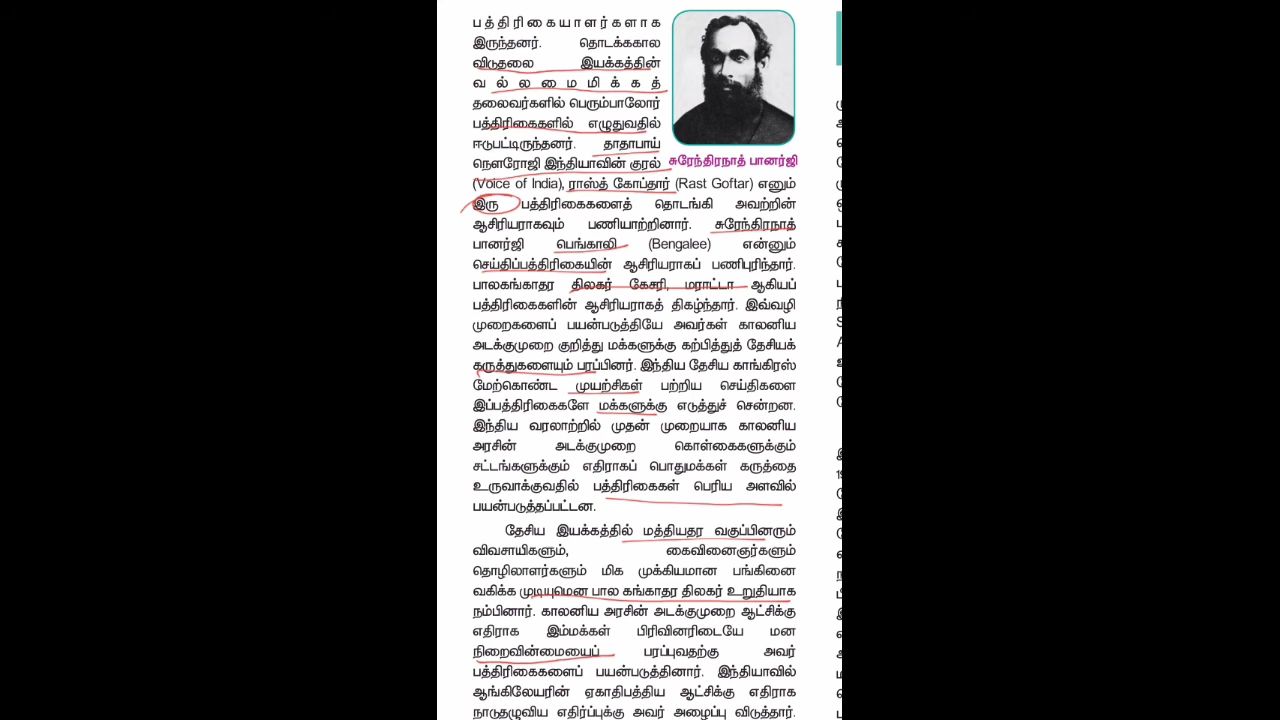 பத்திரிகையாளர்களாக
இருந்தனர். தொடக்ககால
விடுதலை இயக்கத்தின்
வல்லமைமிக்கத்
தலைவர்களில் பெரும்பாலோர்
பத்திரிகைகளில் எழுதுவதில்
ஈடுபட்டிருந்தனர். தாதாபாய்
நௌரோஜி இந்தியாவின் குரல்
சுரேந்திரநாத் பானர்ஜி
(Voice of India), ராஸ்த் கோப்தார் (Rast Goftar) எனும்
இரு பத்திரிகைகளைத் தொடங்கி அவற்றின்
ஆசிரியராகவும் பணியாற்றினார். சுரேந்திரநாத்
பானர்ஜி பெங்காலி (Bengalee) என்னும்
செய்திப்பத்திரிகையின் ஆசிரியராகப் பணிபுரிந்தார்.
பாலகங்காதர திலகர் கேசரி, மராட்டா ஆகியப்
பத்திரிகைகளின் ஆசிரியராகத் திகழ்ந்தார். இவ்வழி
முறைகளைப் பயன்படுத்தியே அவர்கள் காலனிய
அடக்குமுறை குறித்து மக்களுக்கு கற்பித்துத் தேசியக்
கருத்துகளையும் பரப்பினர். இந்திய தேசிய காங்கிரஸ்
மேற்கொண்ட முயற்சிகள் பற்றிய செய்திகளை
இப்பத்திரிகைகளே மக்களுக்கு எடுத்துச் சென்றன.
இந்திய வரலாற்றில் முதன் முறையாக காலனிய
அரசின் அடக்குமுறை கொள்கைகளுக்கும்
சட்டங்களுக்கும் எதிராகப் பொதுமக்கள் கருத்தை
உருவாக்குவதில் பத்திரிகைகள் பெரிய அளவில்
பயன்படுத்தப்பட்டன.
தேசிய இயக்கத்தில் மத்தியதர வகுப்பினரும்
விவசாயிகளும், கைவினைஞர்களும்
தொழிலாளர்களும் மிக முக்கியமான பங்கினை
வகிக்க முடியுமென பால கங்காதர திலகர் உறுதியாக
நம்பினார். காலனிய அரசின் அடக்குமுறை ஆட்சிக்கு
எதிராக இம்மக்கள் பிரிவினரிடையே மன
நிறைவின்மையைப் பரப்புவதற்கு அவர்
பத்திரிகைகளைப் பயன்படுத்தினார். இந்தியாவில்
ஆங்கிலேயரின் ஏகாதிபத்திய ஆட்சிக்கு எதிராக
நாடுதழுவிய எதிர்ப்புக்கு அவர் அழைப்பு விடுத்தார்.